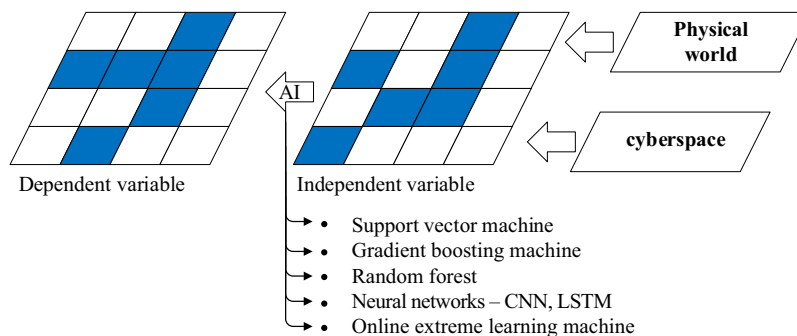 Physical
world
AI
cyberspace
Dependent variable
Independent variable
• Support vector machine
• Gradient boosting machine
• Random forest
• Neural networks – CNN, LSTM
• Online extreme learning machine